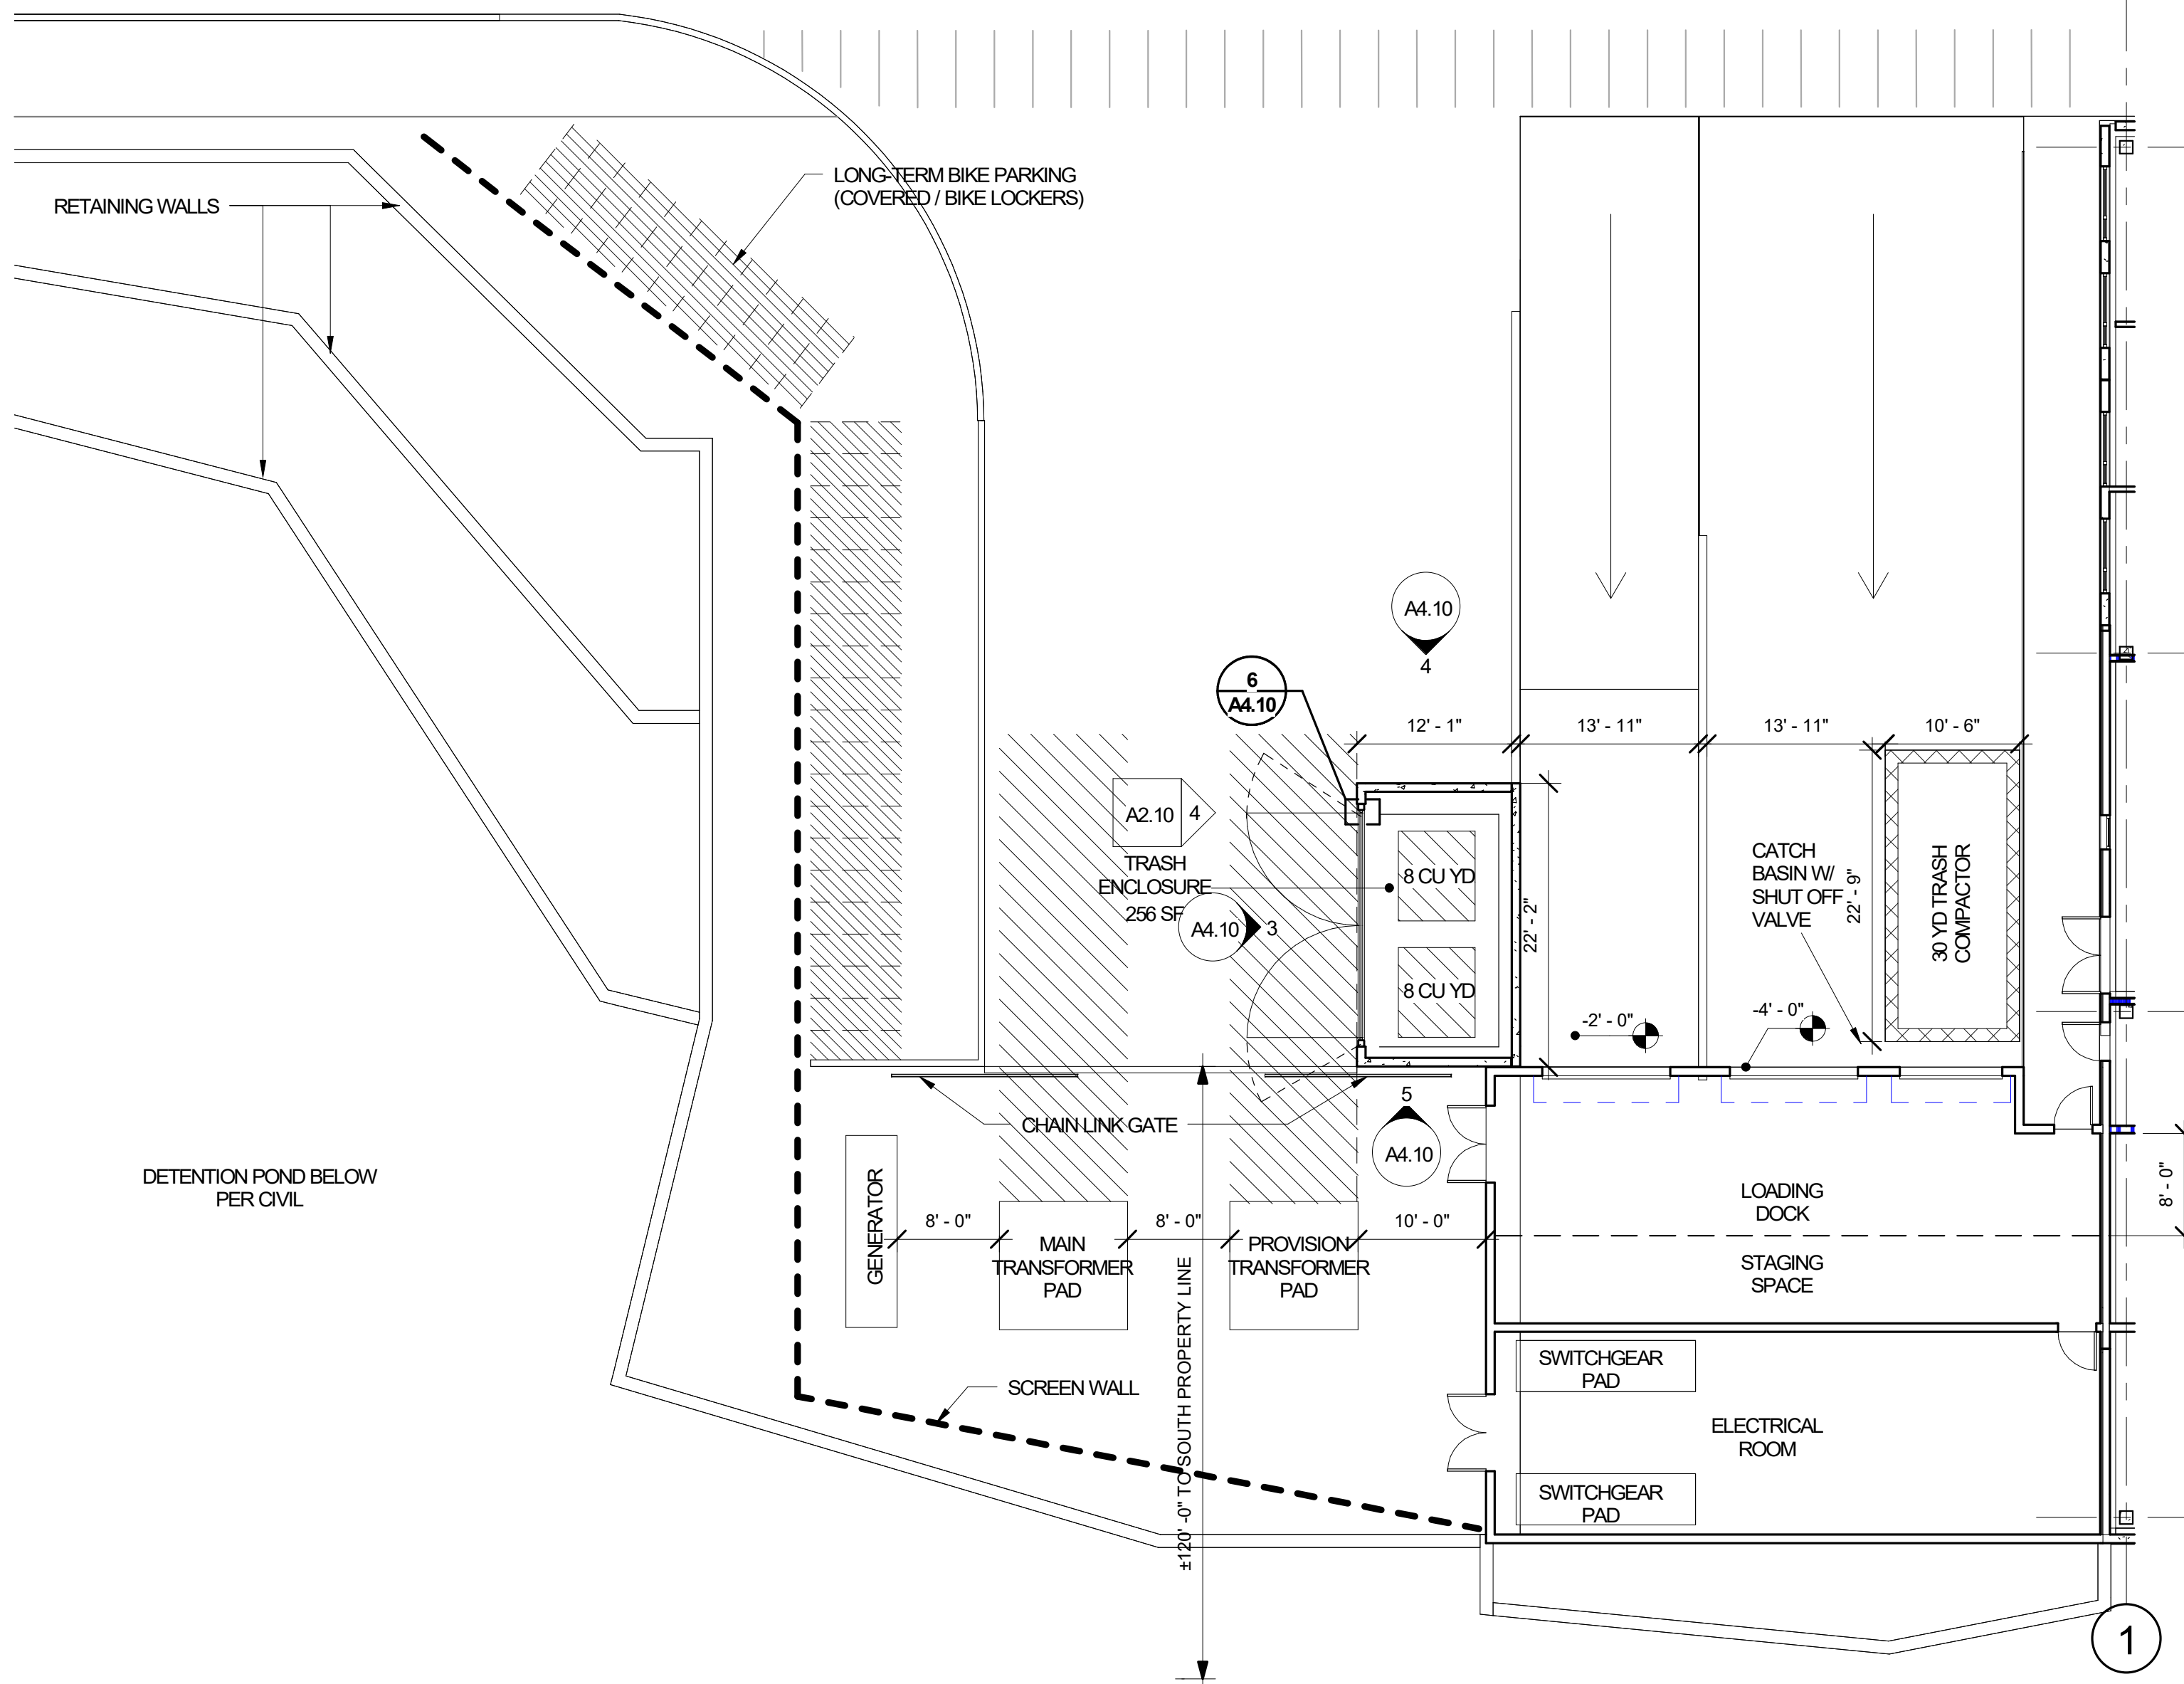 LONG-TERM BIKE PARKING
(COVERED / BIKE LOCKERS)
RETAINING WALLS
A4.10
4
6
A4.10
12' - 1"
13' - 11"
13' - 11"
10' - 6"
A2.10
4
TRASH
ENCLOSURE
256 SF
A4.10
3
8 CU YD
8 CU YD
22' - 2"
CATCH
BASIN W/
SHUT OFF
VALVE
22' - 9"
30 YD TRASH
COMPACTOR
-2' - 0"
-4' - 0"
CHAIN LINK GATE
5
A4.10
DETENTION POND BELOW
PER CIVIL
GENERATOR
8' - 0"
MAIN
TRANSFORMER
PAD
8' - 0"
PROVISION
TRANSFORMER
PAD
10' - 0"
LOADING
DOCK
STAGING
SPACE
8' - 0"
±120' -0" TO SOUTH PROPERTY LINE
SCREEN WALL
SWITCHGEAR
PAD
ELECTRICAL
ROOM
SWITCHGEAR
PAD
1